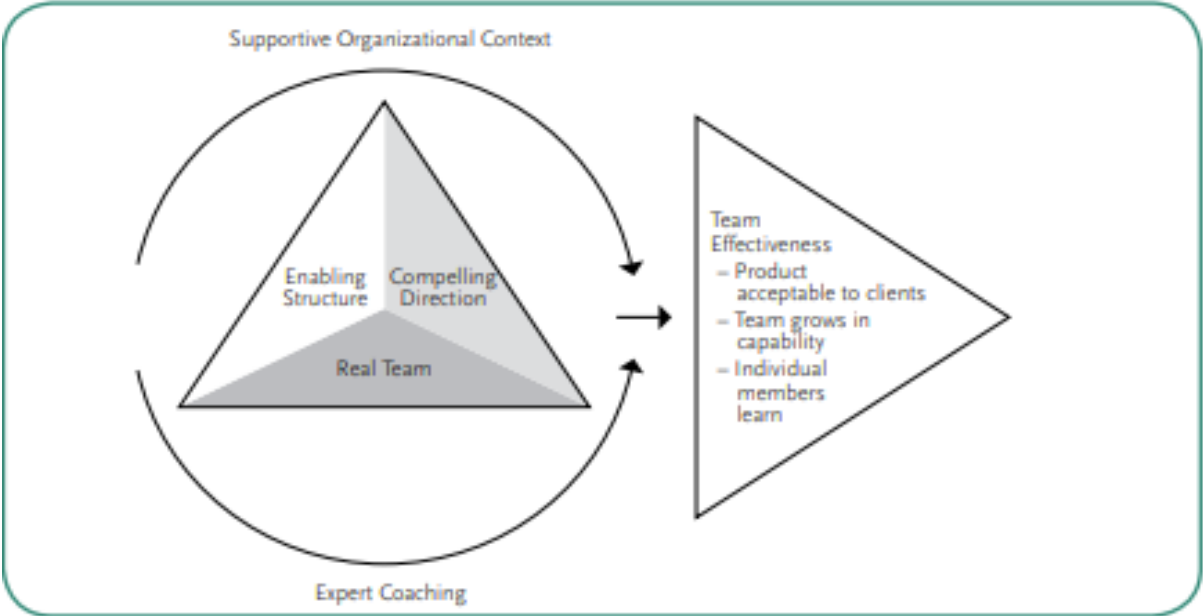 Supportive Organizational Context
Enabling
Structure
Compelling
Direction
Real Team
Expert Coaching
Team
Effectiveness
– Product
acceptable to clients
– Team grows in
capability
– Individual
members
learn